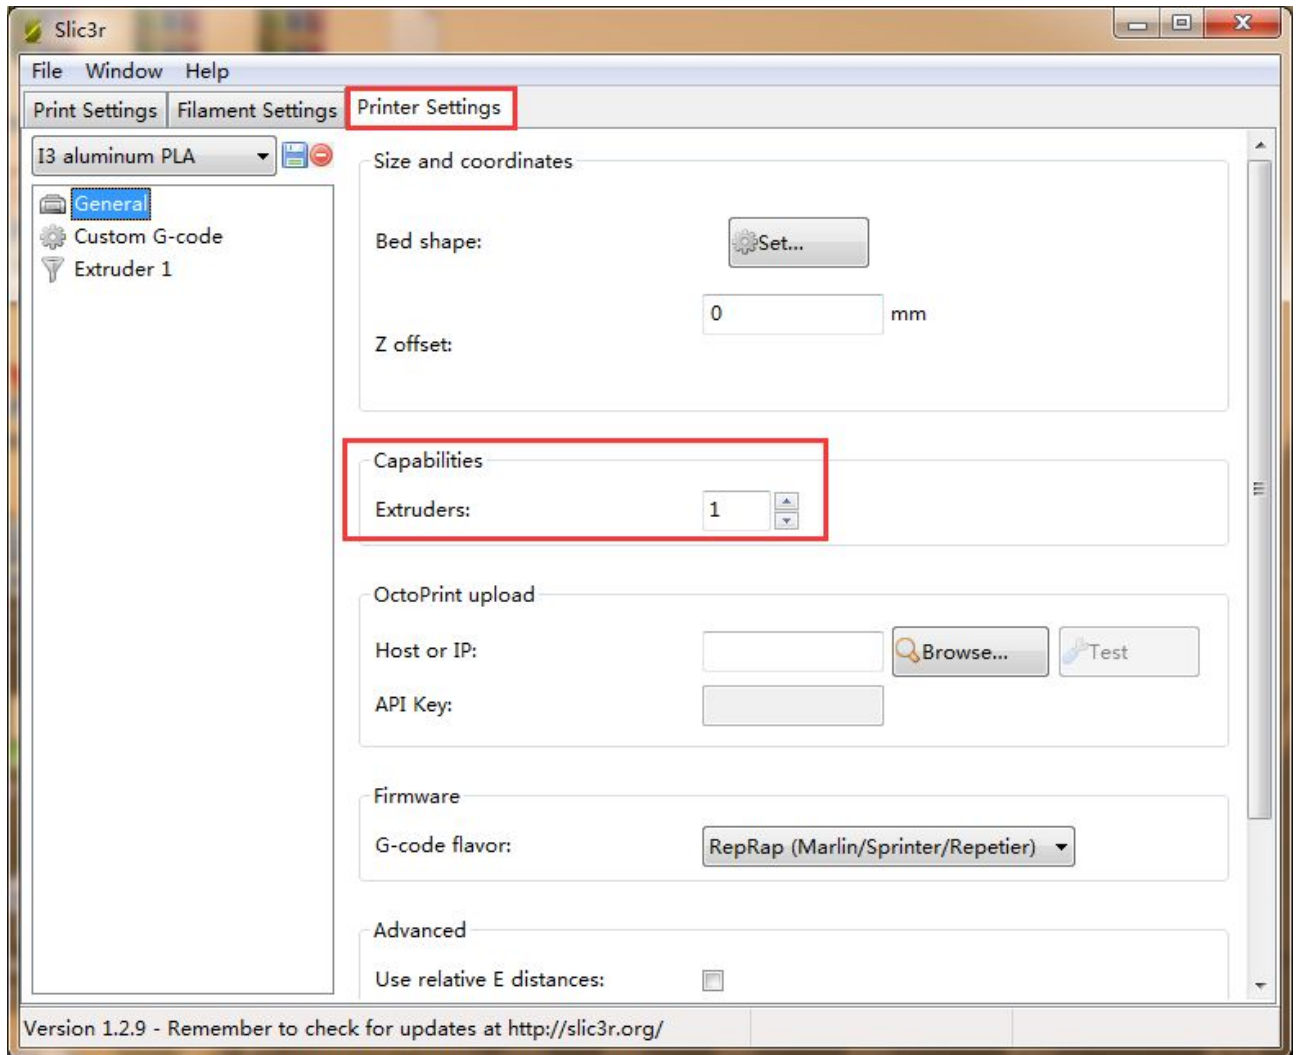 Slic3r
File Window Help
Print Settings Filament Settings Printer Settings
I3 aluminum PLA
General
Custom G-code
Extruder 1
Size and coordinates
Bed shape: Set...
Z offset: 0 mm
Capabilities
Extruders: 1
OctoPrint upload
Host or IP: Browse... Test
API Key:
Firmware
G-code flavor: RepRap (Marlin/Sprinter/Repetier)
Advanced
Use relative E distances:
Version 1.2.9 - Remember to check for updates at http://slic3r.org/